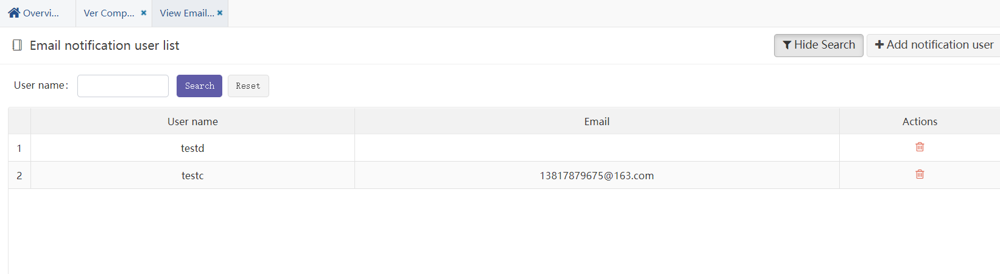 Overvi... Ver Comp... View Email...
Email notification user list Hide Search Add notification user
User name: Search Reset
User name Email Actions
1 testd
2 testc 13817879675@163.com